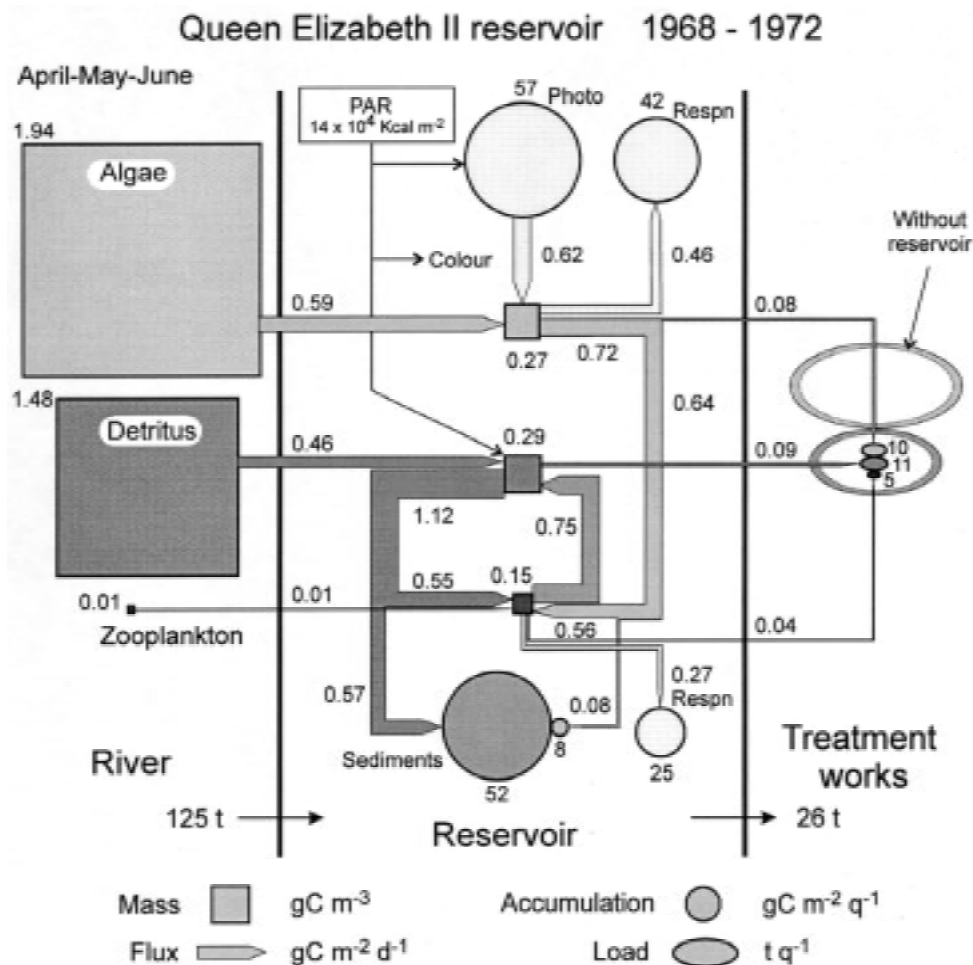 Queen Elizabeth II reservoir 1968 - 1972
April-May-June
1.94
Algae
PAR
14 x 10⁴ Kcal m⁻²
57
Photo
42
Respn
Without
reservoir
Colour
0.62
0.46
0.59
0.08
0.27
0.72
1.48
Detritus
0.46
0.29
0.64
0.09
10
11
5
1.12
0.75
0.55
0.15
0.01
0.01
Zooplankton
0.56
0.04
0.57
0.08
0.27
Respn
Sediments
8
52
25
River
Treatment
works
125 t
Reservoir
26 t
Mass
gC m⁻³
Accumulation
gC m⁻² q⁻¹
Flux
gC m⁻² d⁻¹
Load
t q⁻¹